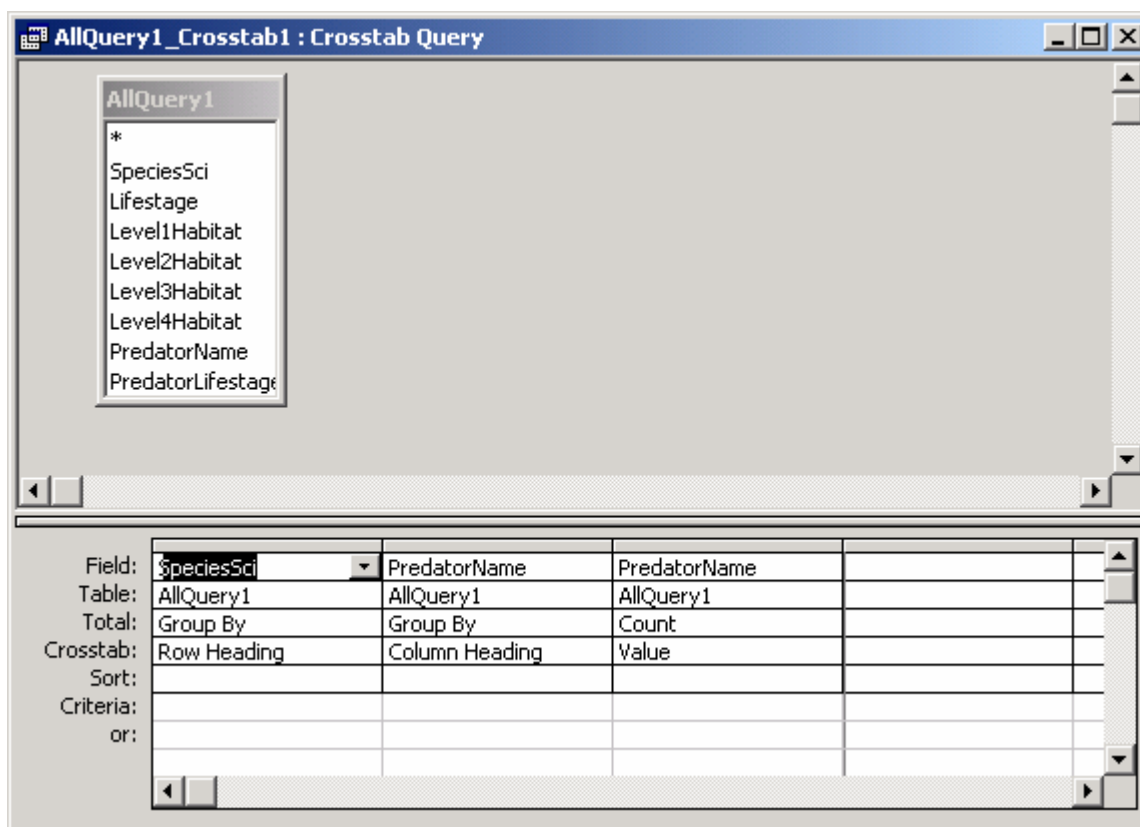 AllQuery1_Crosstab1 : Crosstab Query
AllQuery1
*
SpeciesSci
Lifestage
Level1Habitat
Level2Habitat
Level3Habitat
Level4Habitat
PredatorName
PredatorLifestage
Field: SpeciesSci PredatorName PredatorName
Table: AllQuery1 AllQuery1 AllQuery1
Total: Group By Group By Count
Crosstab: Row Heading Column Heading Value
Sort:
Criteria:
or: